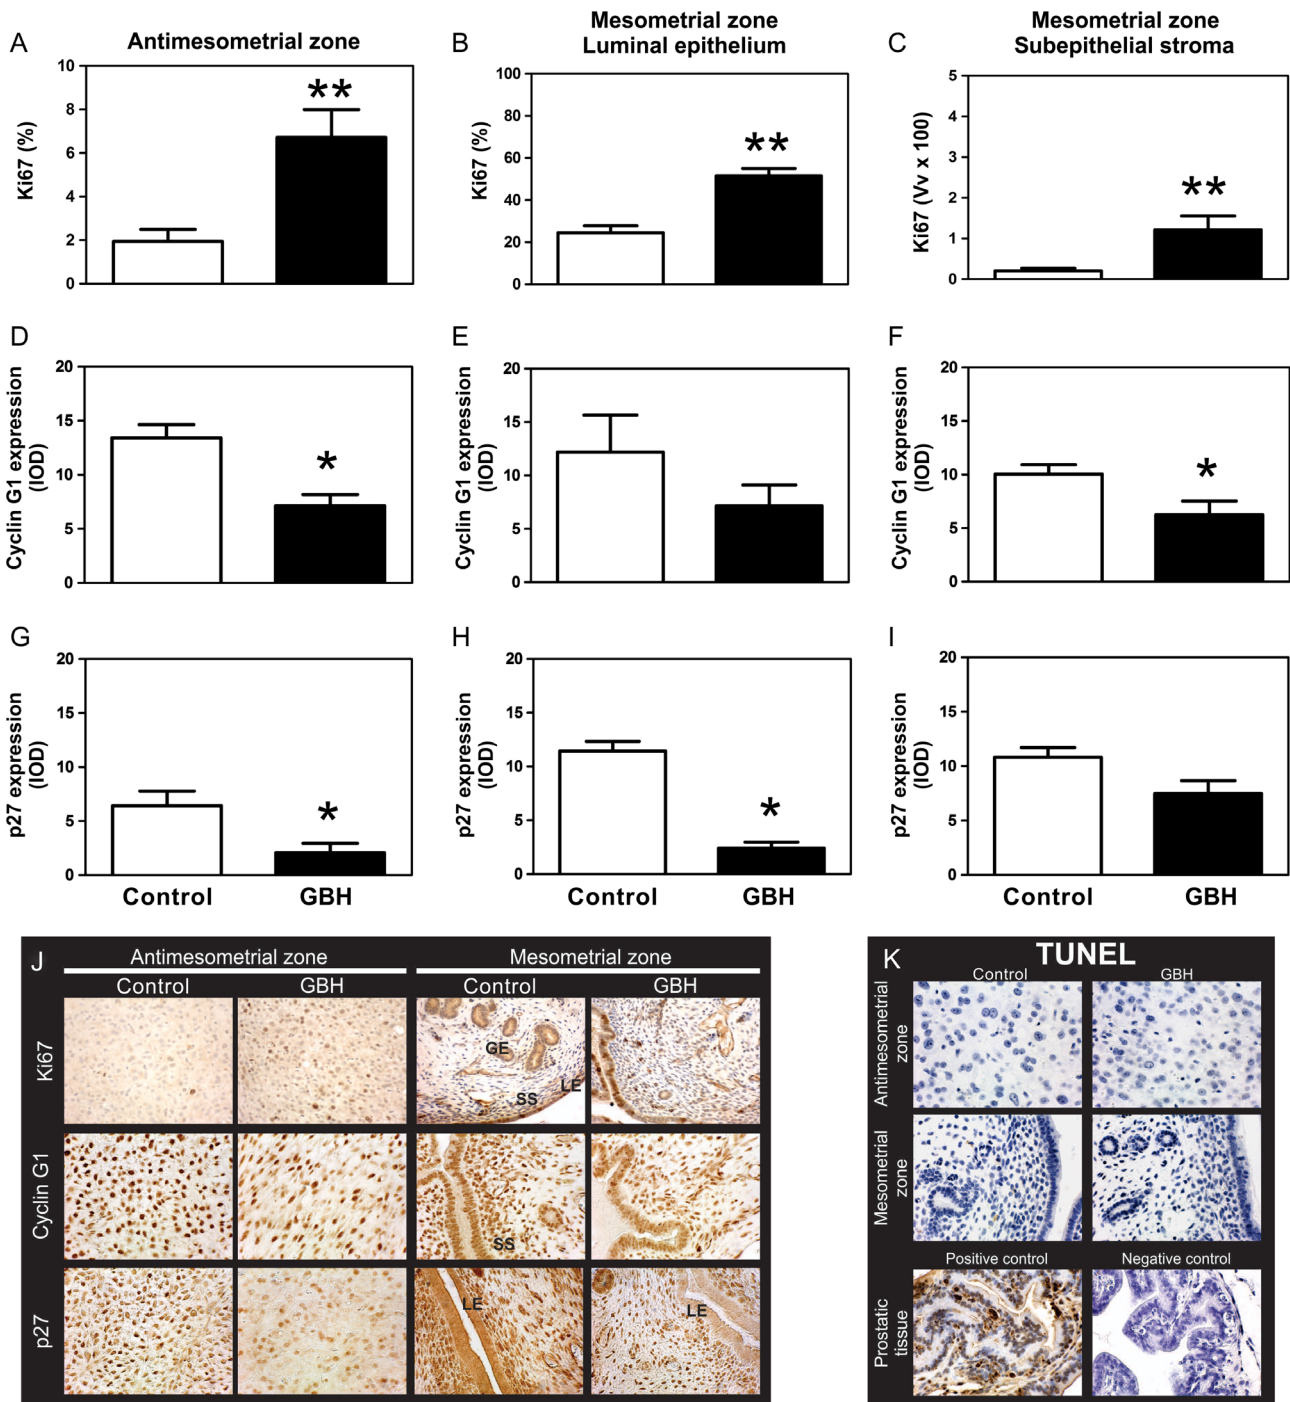 A
Antimesometrial zone
Ki67 (%)
10
8
6
4
2
0
**
B
Mesometrial zone
Luminal epithelium
Ki67 (%)
100
80
60
40
20
0
**
C
Mesometrial zone
Subepithelial stroma
Ki67 (Vv x 100)
5
4
3
2
1
0
**
D
Cyclin G1 expression
(IOD)
20
15
10
5
0
*
E
Cyclin G1 expression
(IOD)
20
15
10
5
0
F
Cyclin G1 expression
(IOD)
20
15
10
5
0
*
G
p27 expression
(IOD)
20
15
10
5
0
*
Control
GBH
H
p27 expression
(IOD)
20
15
10
5
0
*
Control
GBH
I
p27 expression
(IOD)
20
15
10
5
0
Control
GBH
J
Antimesometrial zone
Mesometrial zone
Control
GBH
Control
GBH
Ki67
GE
SS
LE
Cyclin G1
SS
p27
LE
LE
K
TUNEL
Control
GBH
Antimesometrial
zone
Mesometrial
zone
Positive control
Negative control
Prostatic
tissue